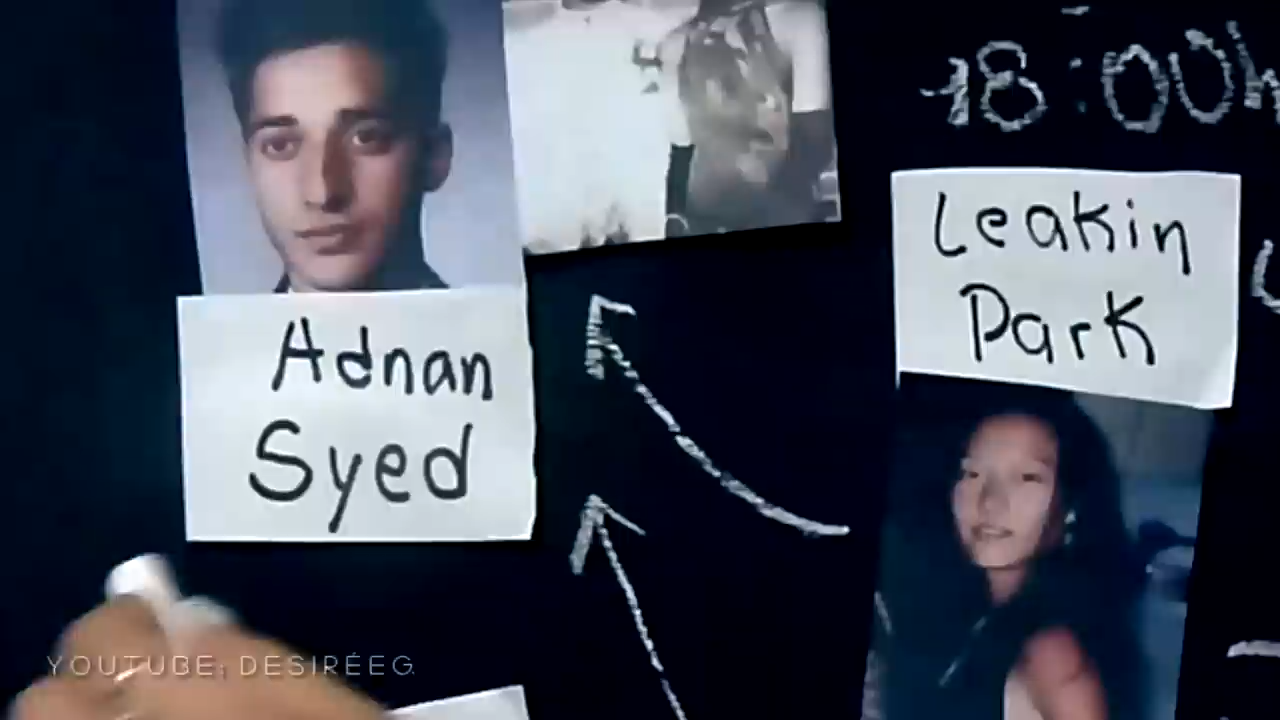 18:00h
Leakin
Park
Adnan
Syed
YOUTUBE: DESIRÉEG